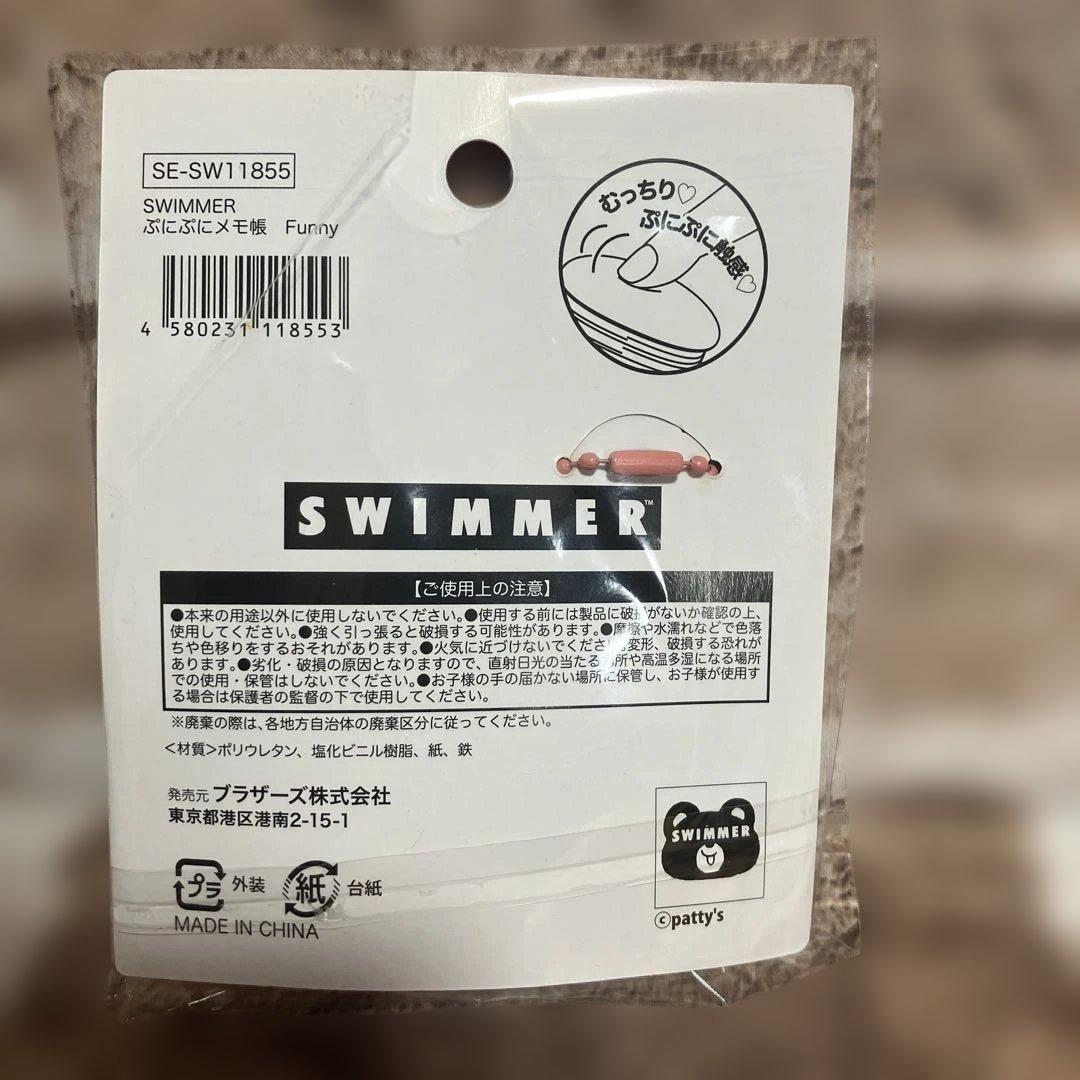 SE-SW11855
SWIMMER
ぷにぷにメモ帳　Funny
4 580231 118553
むっちり♡
ぷにぷに触感♡
SWIMMER™
【ご使用上の注意】
●本来の用途以外に使用しないでください。●使用する前には製品に破損がないか確認の上、
使用してください。●強く引っ張ると破損する可能性があります。●摩擦や水濡れなどで色落
ちや色移りをするおそれがあります。●火気に近づけないでください。変形、破損する恐れが
あります。●劣化・破損の原因となりますので、直射日光の当たる場所や高温多湿になる場所
での使用・保管はしないでください。●お子様の手の届かない場所に保管し、お子様が使用す
る場合は保護者の監督の下で使用してください。
※廃棄の際は、各地方自治体の廃棄区分に従ってください。
＜材質＞ポリウレタン、塩化ビニル樹脂、紙、鉄
発売元 ブラザーズ株式会社
東京都港区港南2-15-1
プラ 外装 紙 台紙
MADE IN CHINA
SWIMMER
©patty's